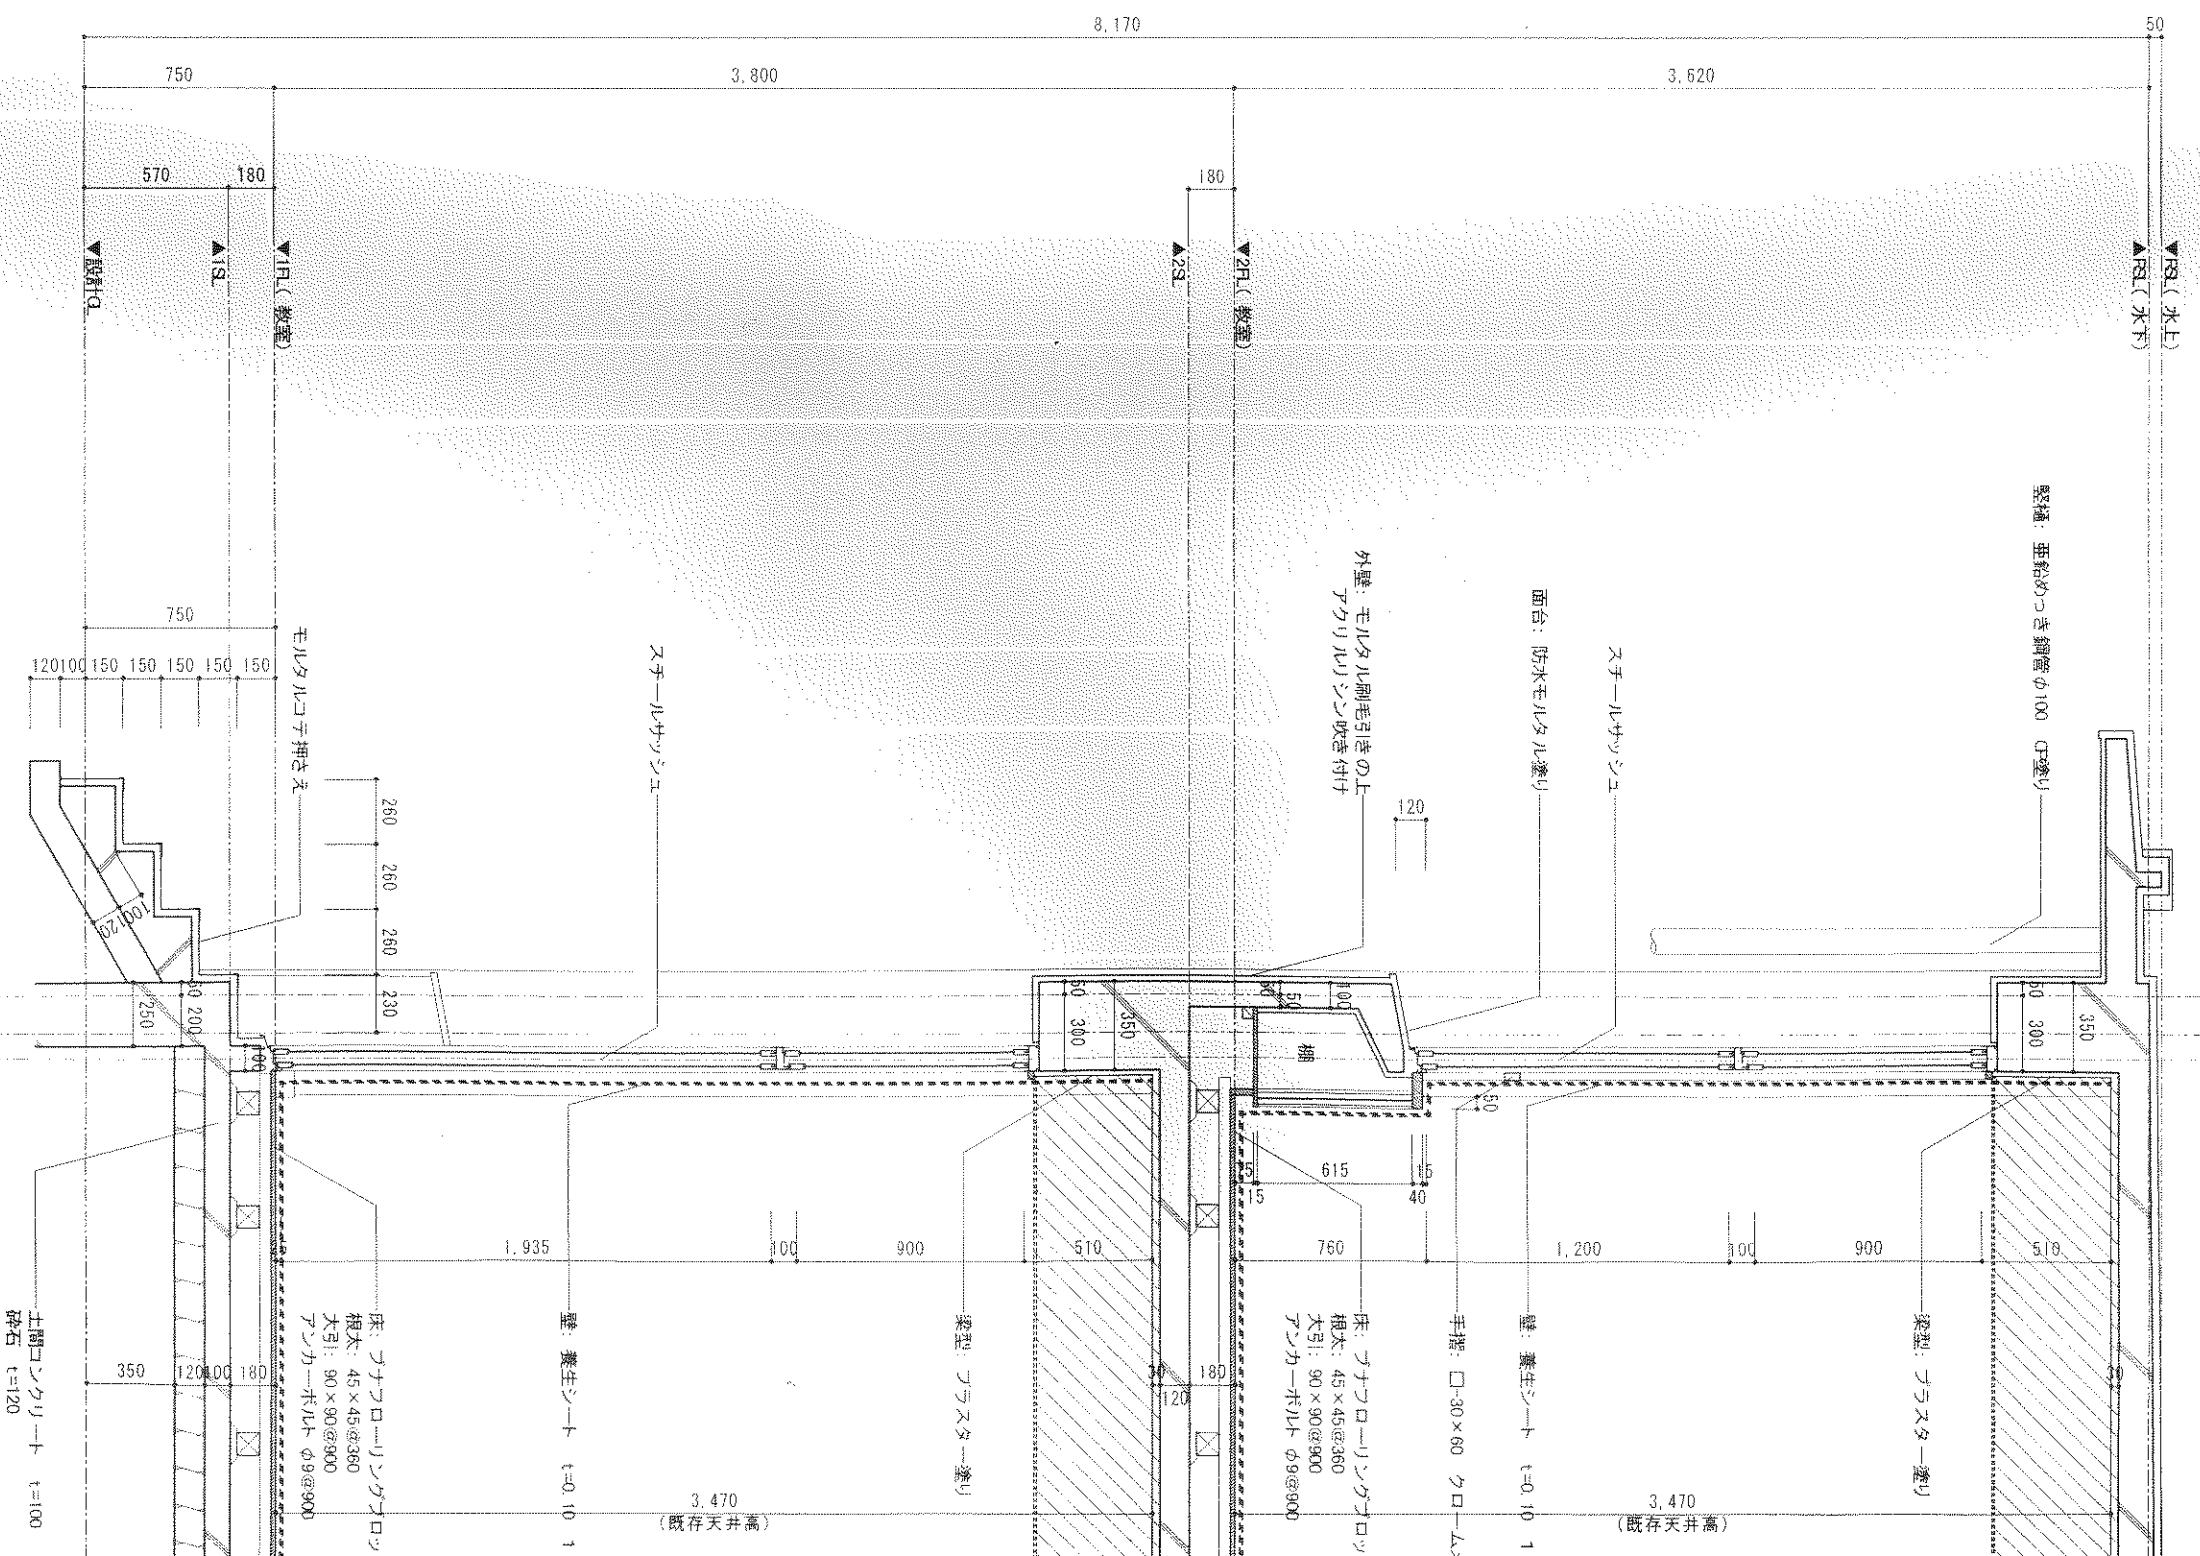 8,170
50
750
3,800
3,620
570
180
180
▼設計GL
▲1SL
▼1FL(教室)
▲2SL
▼2FL(教室)
▲RSL(水下)
▼RSL(水上)
竪樋: 亜鉛めっき鋼管φ100 OP塗り
外壁: モルタル刷毛引きの上
アクリルリシン吹き付け
面台: 防水モルタル塗り
スチールサッシュ
スチールサッシュ
モルタルコテ押さえ
750
120
100
150
150
150
150
150
260
260
260
230
120
100
120
50
200
250
100
50
300
350
50
50
100
棚
50
300
350
50
5
15
615
15
40
1,935
100
900
510
760
1,200
100
900
510
350
120
100
180
30
120
180
30
土間コンクリート t=100
砕石 t=120
床: ブナフローリングブロッ
根太: 45×45@360
大引: 90×90@900
アンカーボルト φ9@900
壁: 養生シート t=0.10 1
梁型: プラスター塗り
床: ブナフローリングブロッ
根太: 45×45@360
大引: 90×90@900
アンカーボルト φ9@900
手摺: □-30×60 クローム
壁: 養生シート t=0.10 1
梁型: プラスター塗り
3,470
(既存天井高)
3,470
(既存天井高)